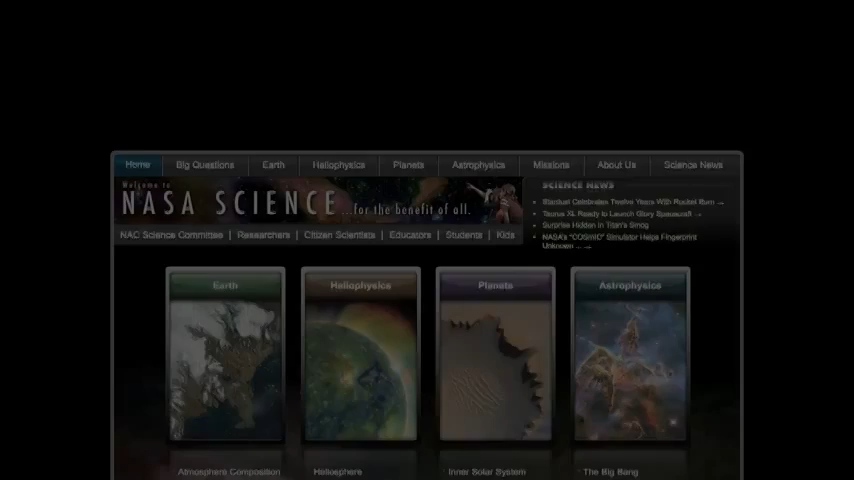 Home Big Questions Earth Heliophysics Planets Astrophysics Missions About Us Science News
Welcome to
NASA SCIENCE ...for the benefit of all.
SCIENCE NEWS
Stardust Celebrates Twelve Years With Rocket Burn →
Taurus XL Ready to Launch Glory Spacecraft →
Surprise Hidden in Titan's Smog
NASA's "COSMIC" Simulator Helps Fingerprint
Unknown
NAC Science Committee | Researchers | Citizen Scientists | Educators | Students | Kids
Earth Heliophysics Planets Astrophysics
Atmosphere Composition Heliosphere Inner Solar System The Big Bang